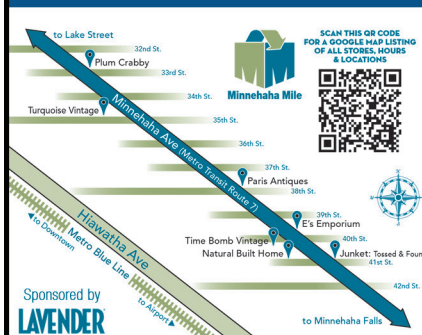 to Lake Street
32nd St.
Plum Crabby
33rd St.
34th St.
Turquoise Vintage
35th St.
Minnehaha Ave (Metro Transit Route 7)
36th St.
37th St.
Paris Antiques
38th St.
39th St.
E's Emporium
Time Bomb Vintage
40th St.
Natural Built Home
Junket: Tossed & Foun
41st St.
42nd St.
to Minnehaha Falls
Minnehaha Mile
SCAN THIS QR CODE
FOR A GOOGLE MAP LISTING
OF ALL STORES, HOURS
& LOCATIONS
Hiawatha Ave
to Downtown
Metro Blue Line
to Airport
Sponsored by
LAVENDER